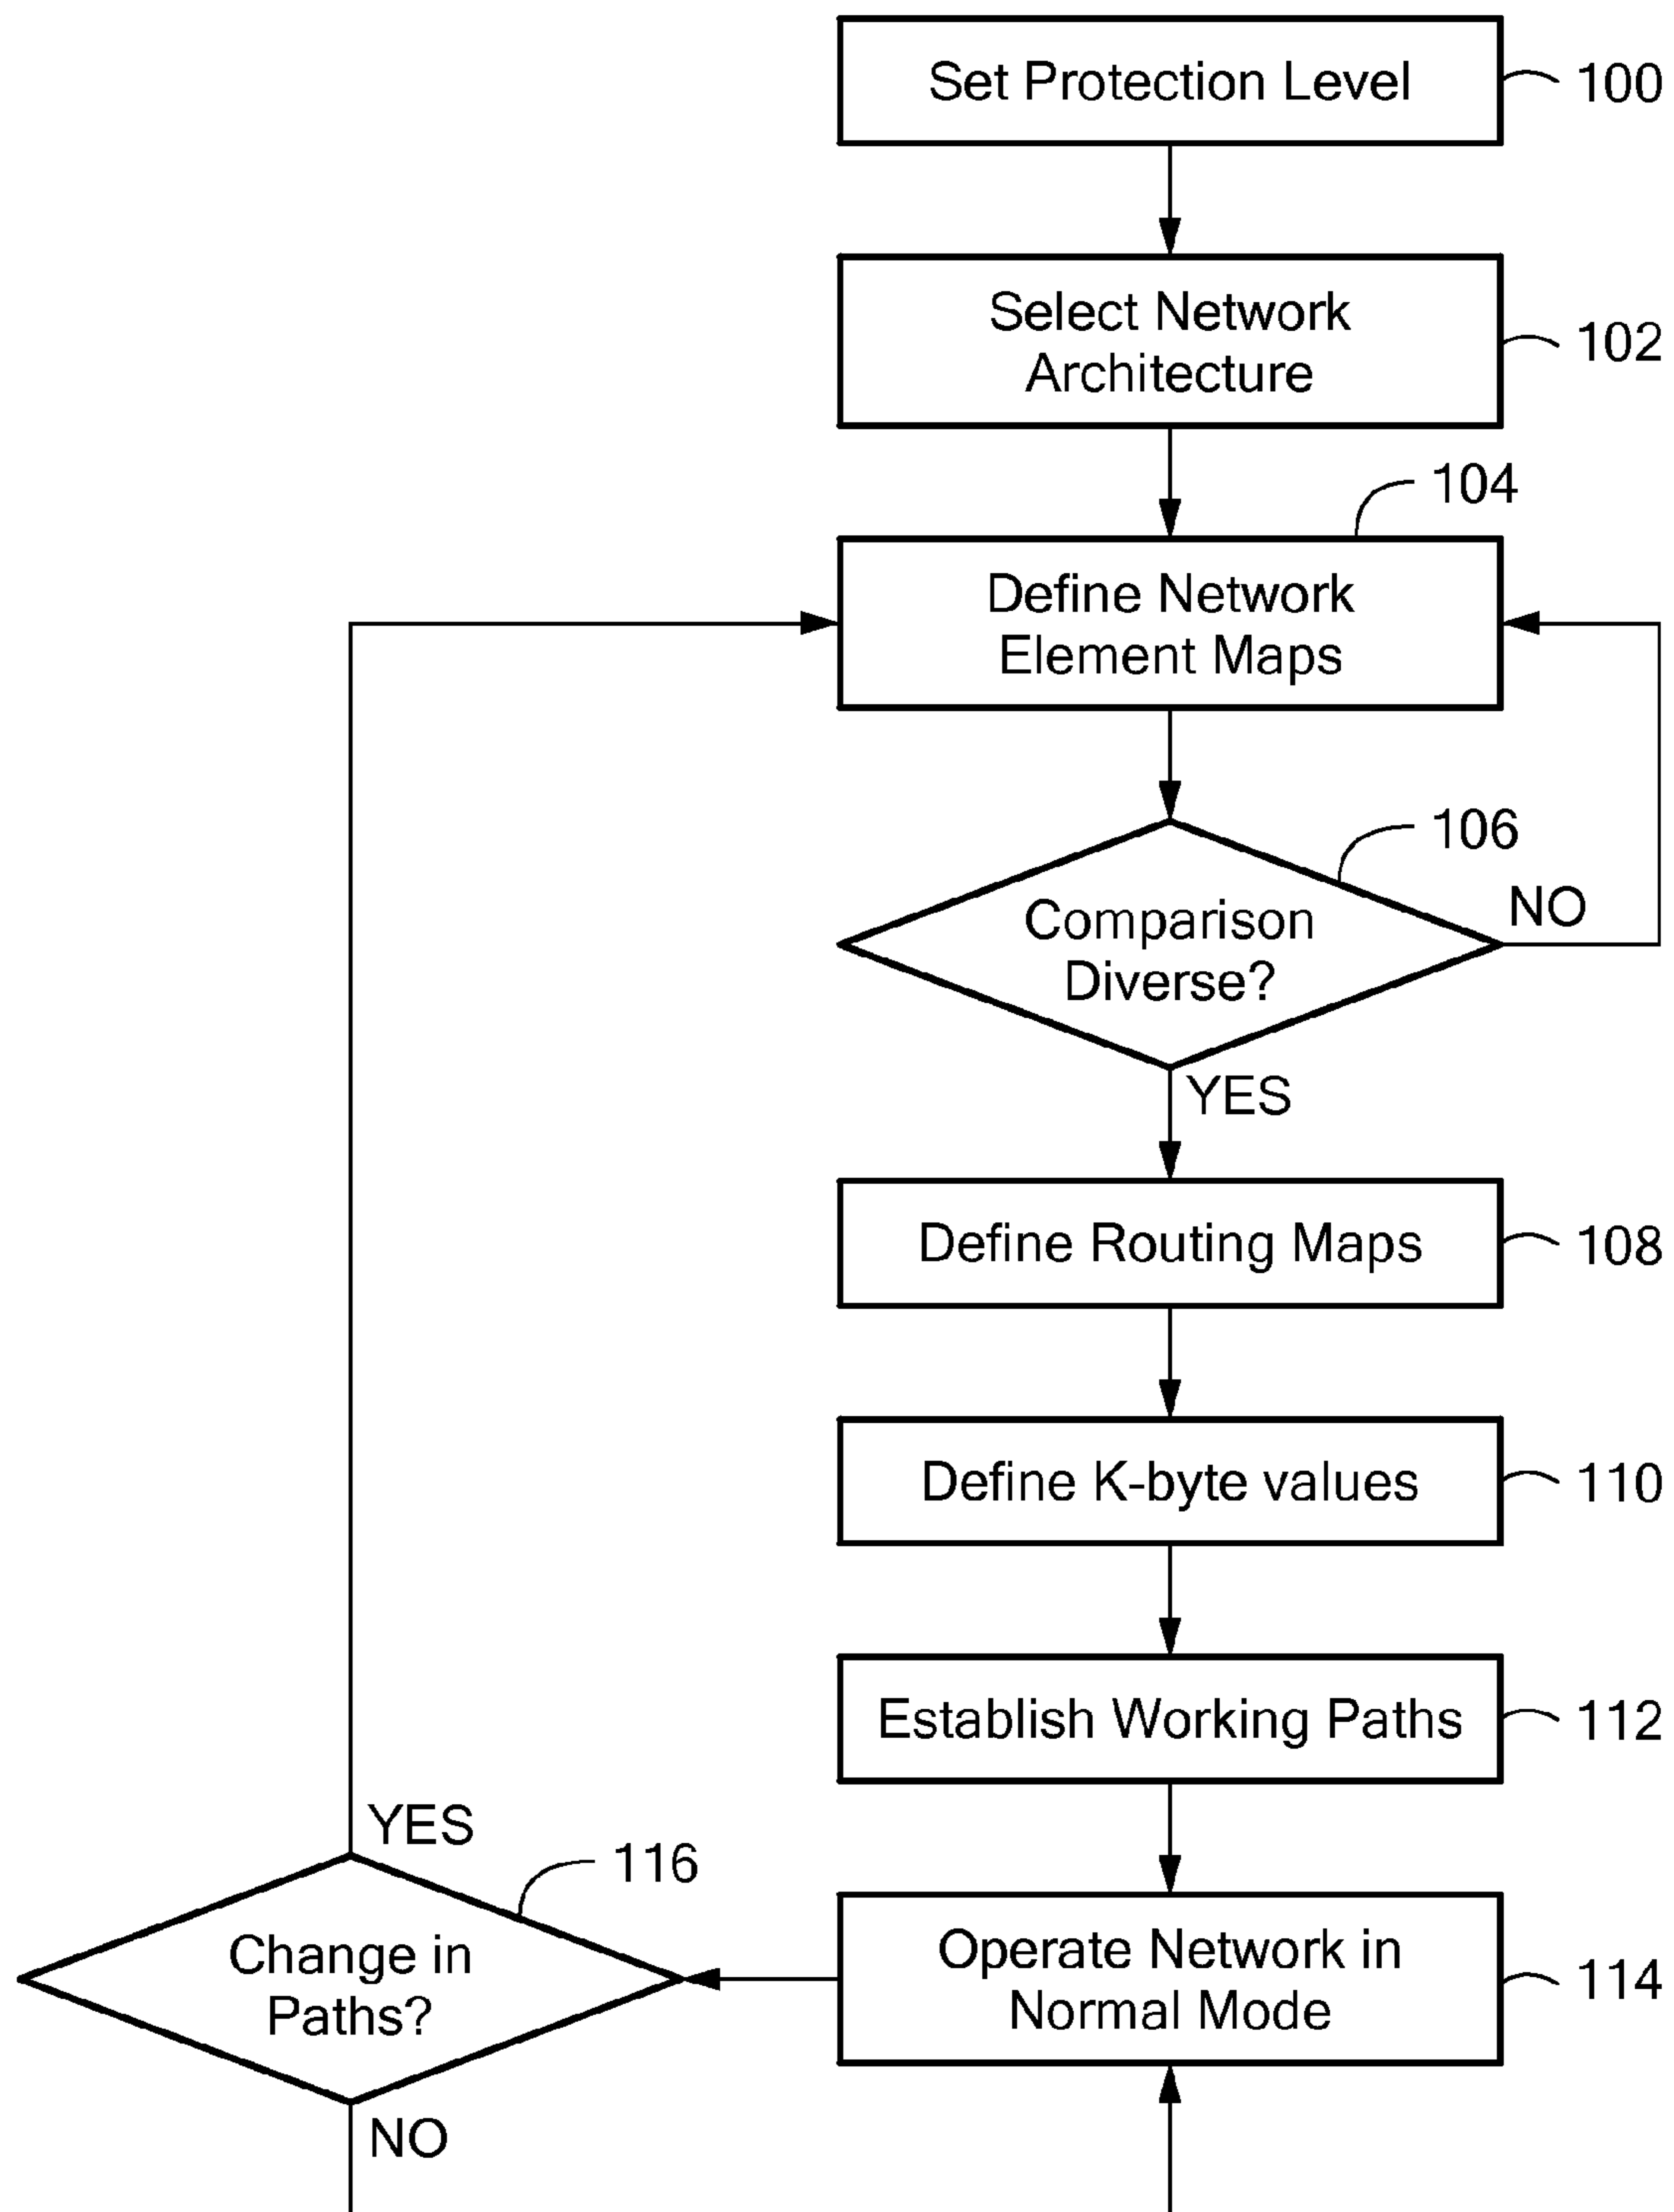 Set Protection Level
100
Select Network
Architecture
102
104
Define Network
Element Maps
106
Comparison
Diverse?
NO
YES
Define Routing Maps
108
Define K-byte values
110
Establish Working Paths
112
YES
116
Change in
Paths?
Operate Network in
Normal Mode
114
NO